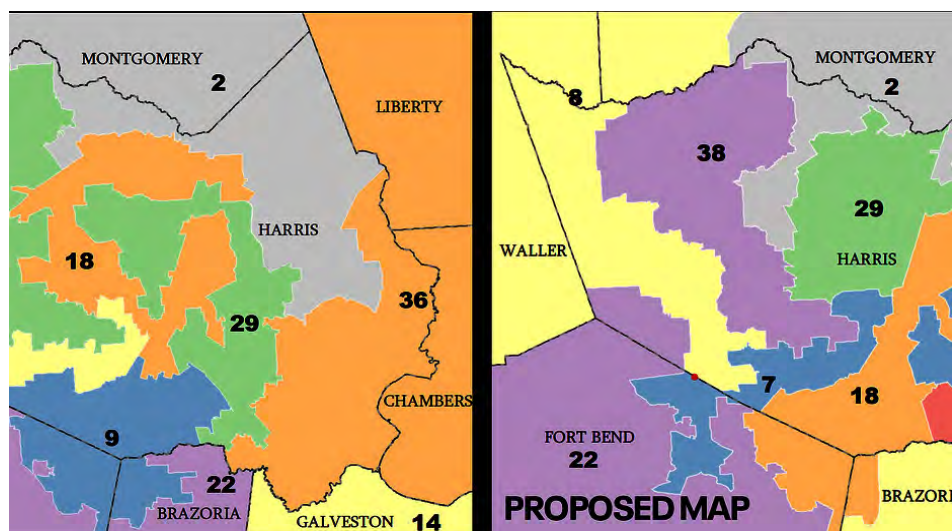 MONTGOMERY
2
LIBERTY
HARRIS
18
36
29
CHAMBERS
9
22
BRAZORIA
GALVESTON 14
MONTGOMERY
8
2
38
29
WALLER
HARRIS
7
18
FORT BEND
22
BRAZORI
PROPOSED MAP